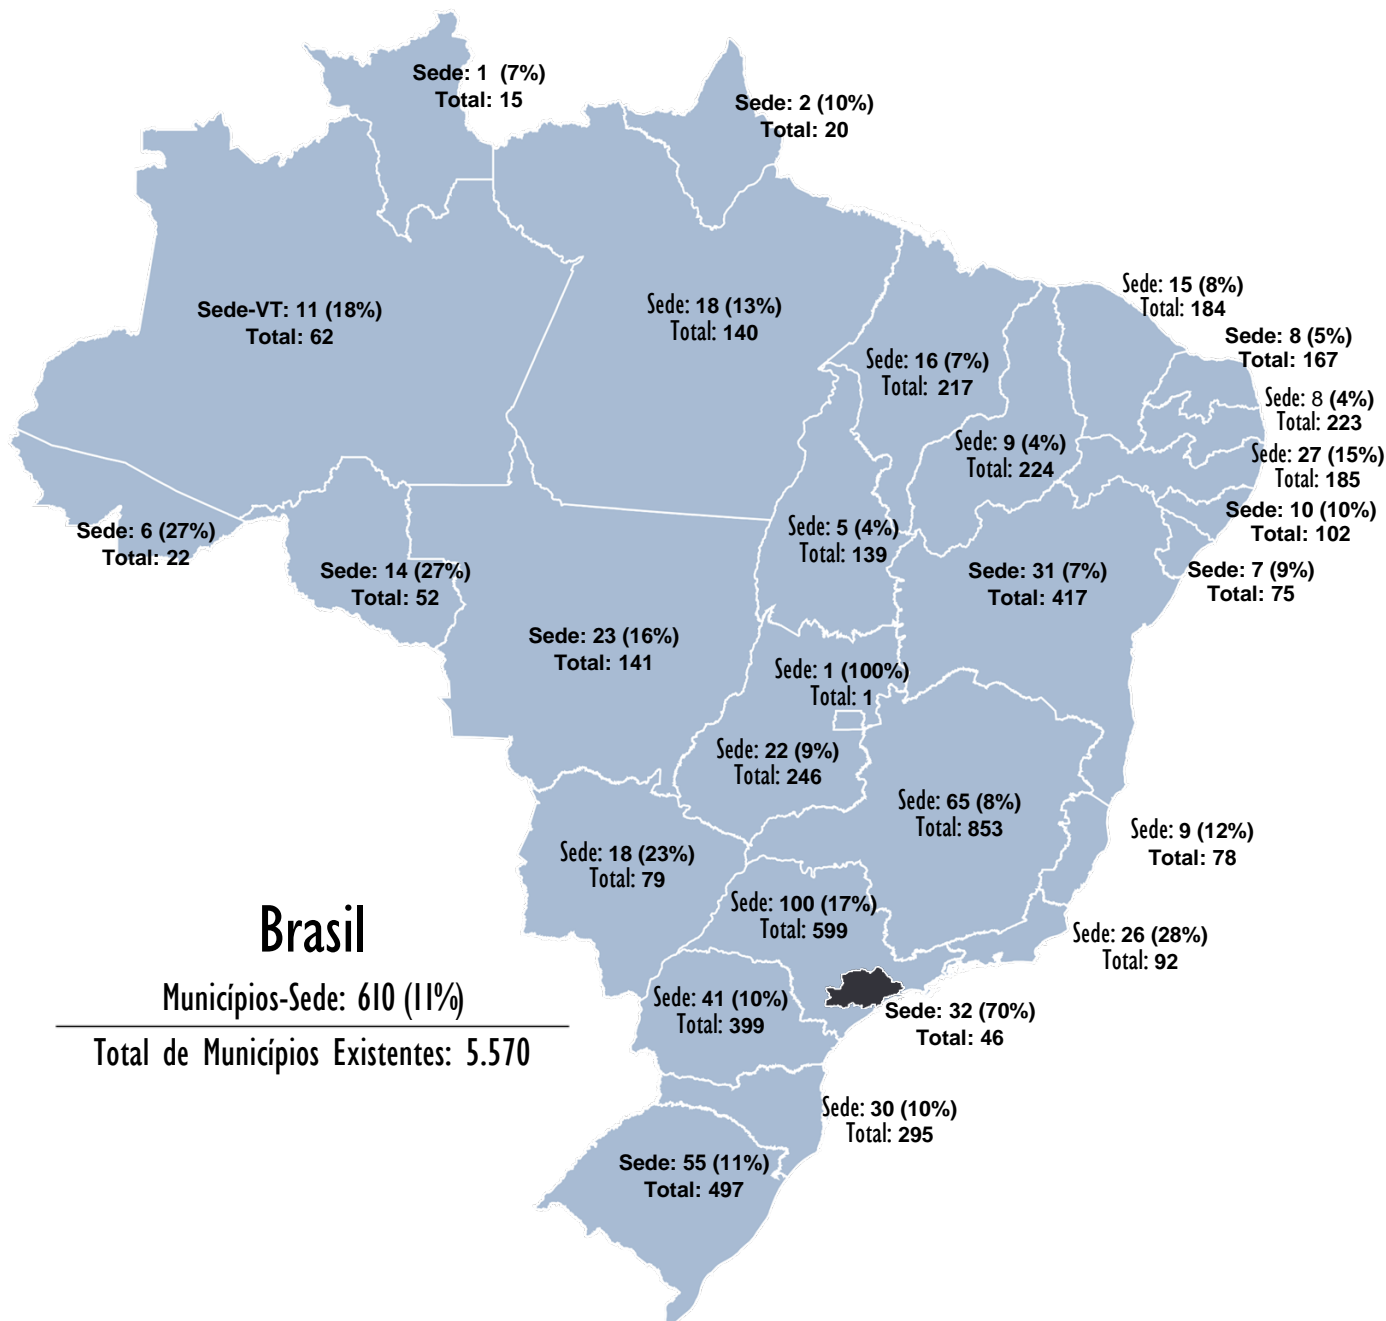 Sede: 1 (7%)
Total: 15
Sede: 2 (10%)
Total: 20
Sede-VT: 11 (18%)
Total: 62
Sede: 18 (13%)
Total: 140
Sede: 15 (8%)
Total: 184
Sede: 8 (5%)
Total: 167
Sede: 16 (7%)
Total: 217
Sede: 8 (4%)
Total: 223
Sede: 9 (4%)
Total: 224
Sede: 27 (15%)
Total: 185
Sede: 10 (10%)
Total: 102
Sede: 6 (27%)
Total: 22
Sede: 5 (4%)
Total: 139
Sede: 14 (27%)
Total: 52
Sede: 31 (7%)
Total: 417
Sede: 7 (9%)
Total: 75
Sede: 23 (16%)
Total: 141
Sede: 1 (100%)
Total: 1
Sede: 22 (9%)
Total: 246
Sede: 65 (8%)
Total: 853
Sede: 9 (12%)
Total: 78
Sede: 18 (23%)
Total: 79
Sede: 100 (17%)
Total: 599
Sede: 26 (28%)
Total: 92
Brasil
Municípios-Sede: 610 (11%)
Total de Municípios Existentes: 5.570
Sede: 41 (10%)
Total: 399
Sede: 32 (70%)
Total: 46
Sede: 30 (10%)
Total: 295
Sede: 55 (11%)
Total: 497